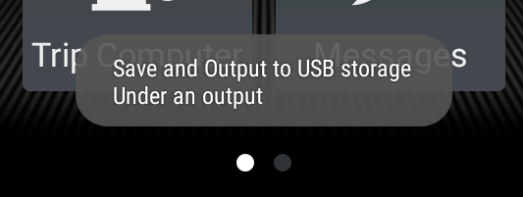 Trip Computer
Messages
Save and Output to USB storage
Under an output